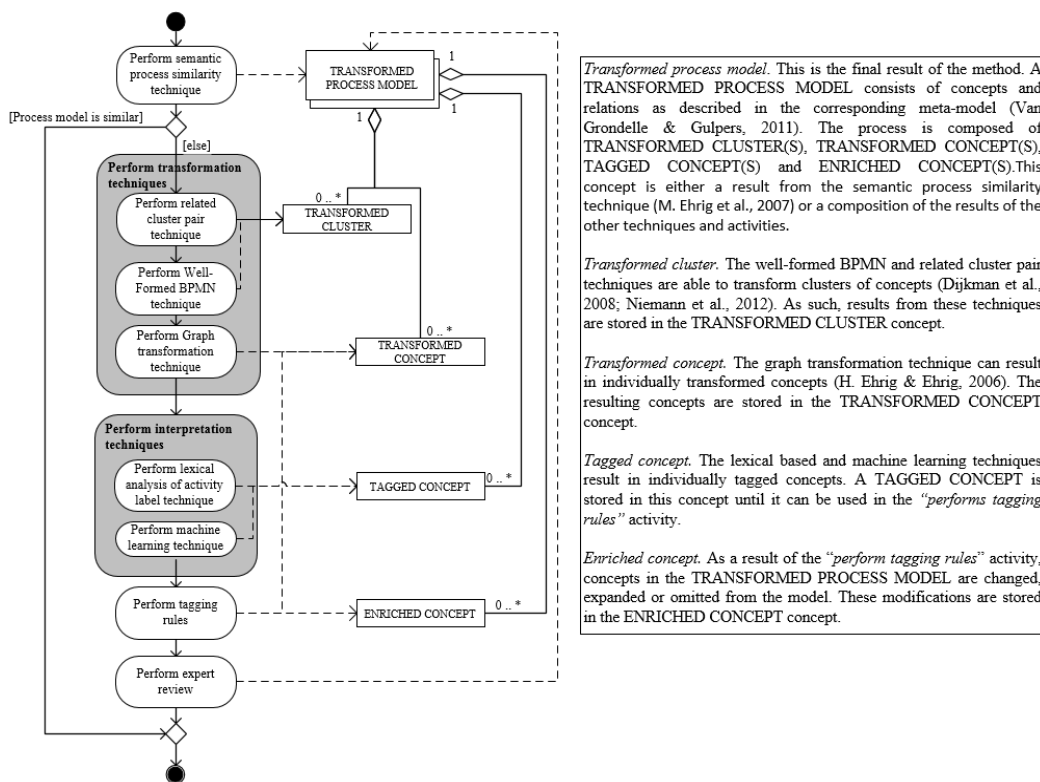 Perform semantic
process similarity
technique
[Process model is similar]
[else]
Perform transformation
techniques
Perform related
cluster pair
technique
Perform Well-
Formed BPMN
technique
Perform Graph
transformation
technique
Perform interpretation
techniques
Perform lexical
analysis of activity
label technique
Perform machine
learning technique
Perform tagging
rules
Perform expert
review
TRANSFORMED
PROCESS MODEL
1
1
1
0 .. *
TRANSFORMED
CLUSTER
0 .. *
TRANSFORMED
CONCEPT
TAGGED CONCEPT
0 .. *
ENRICHED CONCEPT
0 .. *
Transformed process model. This is the final result of the method. A
TRANSFORMED PROCESS MODEL consists of concepts and
relations as described in the corresponding meta-model (Van
Grondelle & Gulpers, 2011). The process is composed of
TRANSFORMED CLUSTER(S), TRANSFORMED CONCEPT(S),
TAGGED CONCEPT(S) and ENRICHED CONCEPT(S).This
concept is either a result from the semantic process similarity
technique (M. Ehrig et al., 2007) or a composition of the results of the
other techniques and activities.
Transformed cluster. The well-formed BPMN and related cluster pair
techniques are able to transform clusters of concepts (Dijkman et al.,
2008; Niemann et al., 2012). As such, results from these techniques
are stored in the TRANSFORMED CLUSTER concept.
Transformed concept. The graph transformation technique can result
in individually transformed concepts (H. Ehrig & Ehrig, 2006). The
resulting concepts are stored in the TRANSFORMED CONCEPT
concept.
Tagged concept. The lexical based and machine learning techniques
result in individually tagged concepts. A TAGGED CONCEPT is
stored in this concept until it can be used in the “performs tagging
rules” activity.
Enriched concept. As a result of the “perform tagging rules” activity,
concepts in the TRANSFORMED PROCESS MODEL are changed,
expanded or omitted from the model. These modifications are stored
in the ENRICHED CONCEPT concept.